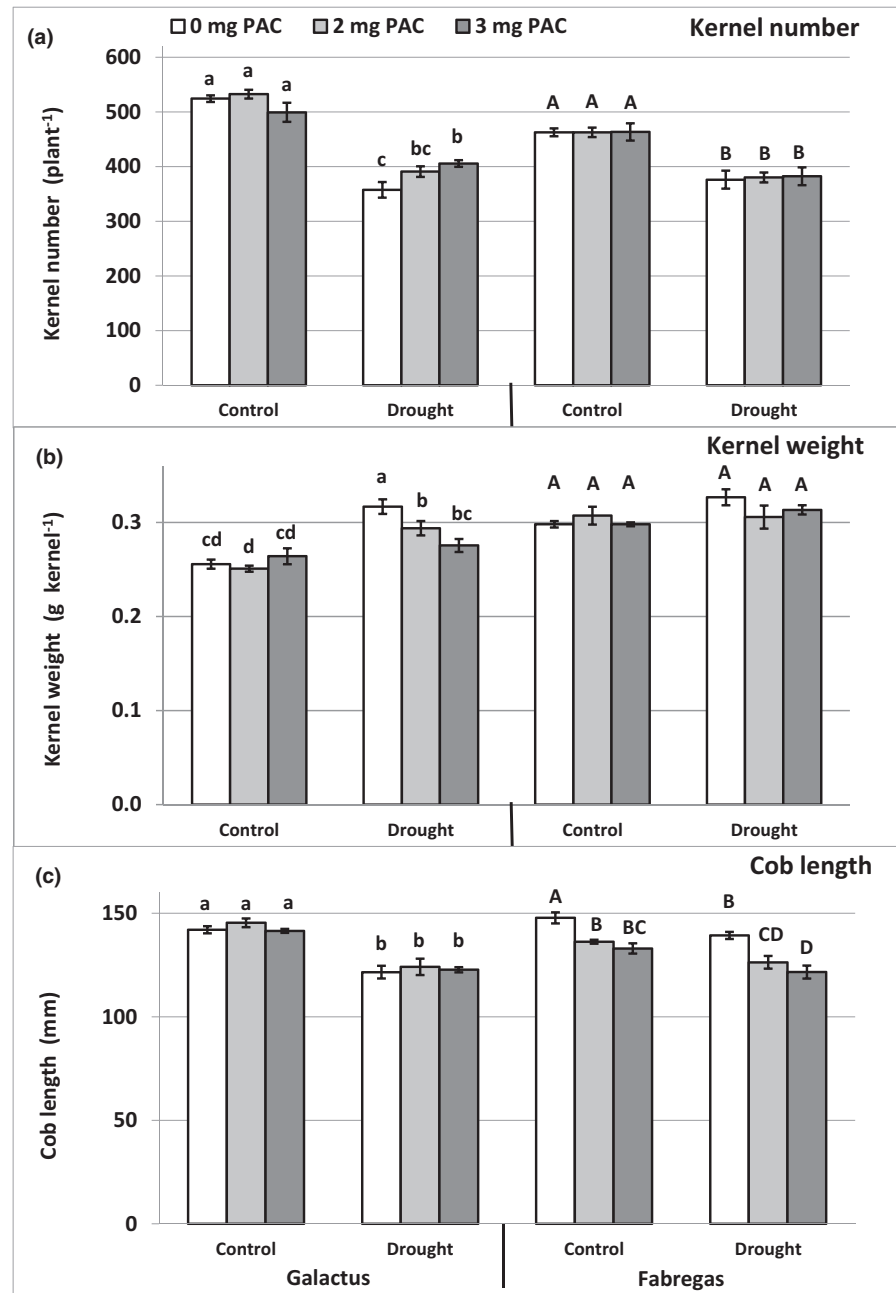 (a)
0 mg PAC 2 mg PAC 3 mg PAC
Kernel number
Kernel number (plant-1)
600
500
400
300
200
100
0
a a a
c bc b
A A A
B B B
Control Drought Control Drought
(b)
Kernel weight
Kernel weight (g kernel-1)
0.3
0.2
0.1
0.0
cd d cd
a b bc
A A A
A A A
Control Drought Control Drought
(c)
Cob length
Cob length (mm)
150
100
50
0
a a a
b b b
A B BC
B CD D
Control Drought Control Drought
Galactus Fabregas